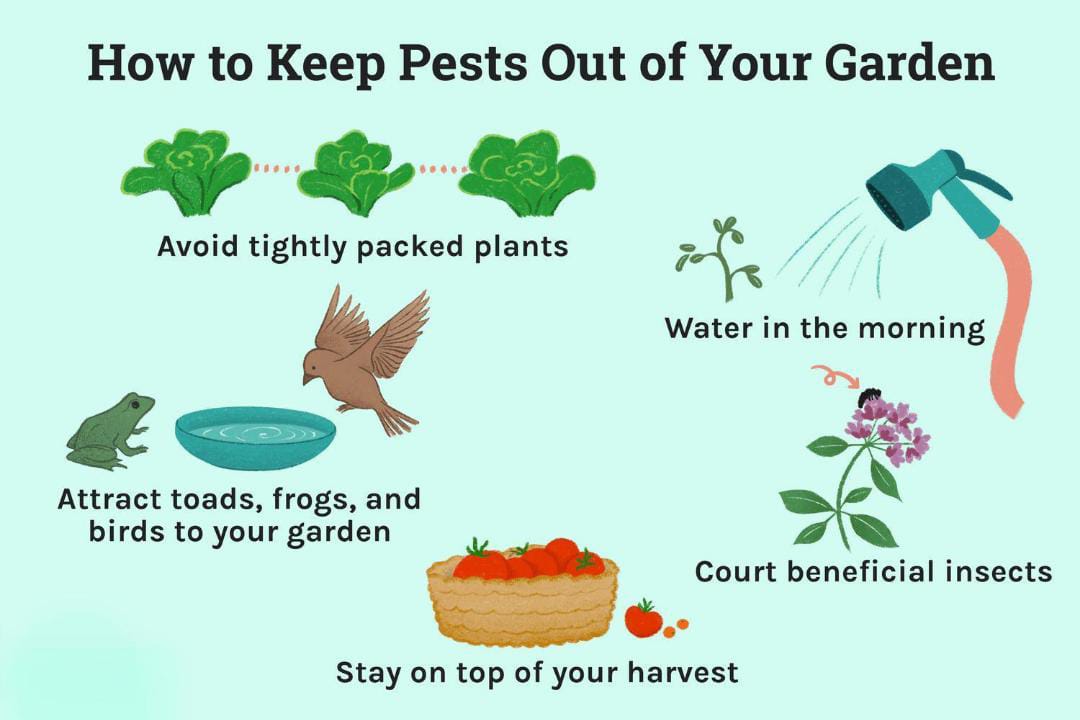 How to Keep Pests Out of Your Garden
Avoid tightly packed plants
Water in the morning
Attract toads, frogs, and
birds to your garden
Court beneficial insects
Stay on top of your harvest